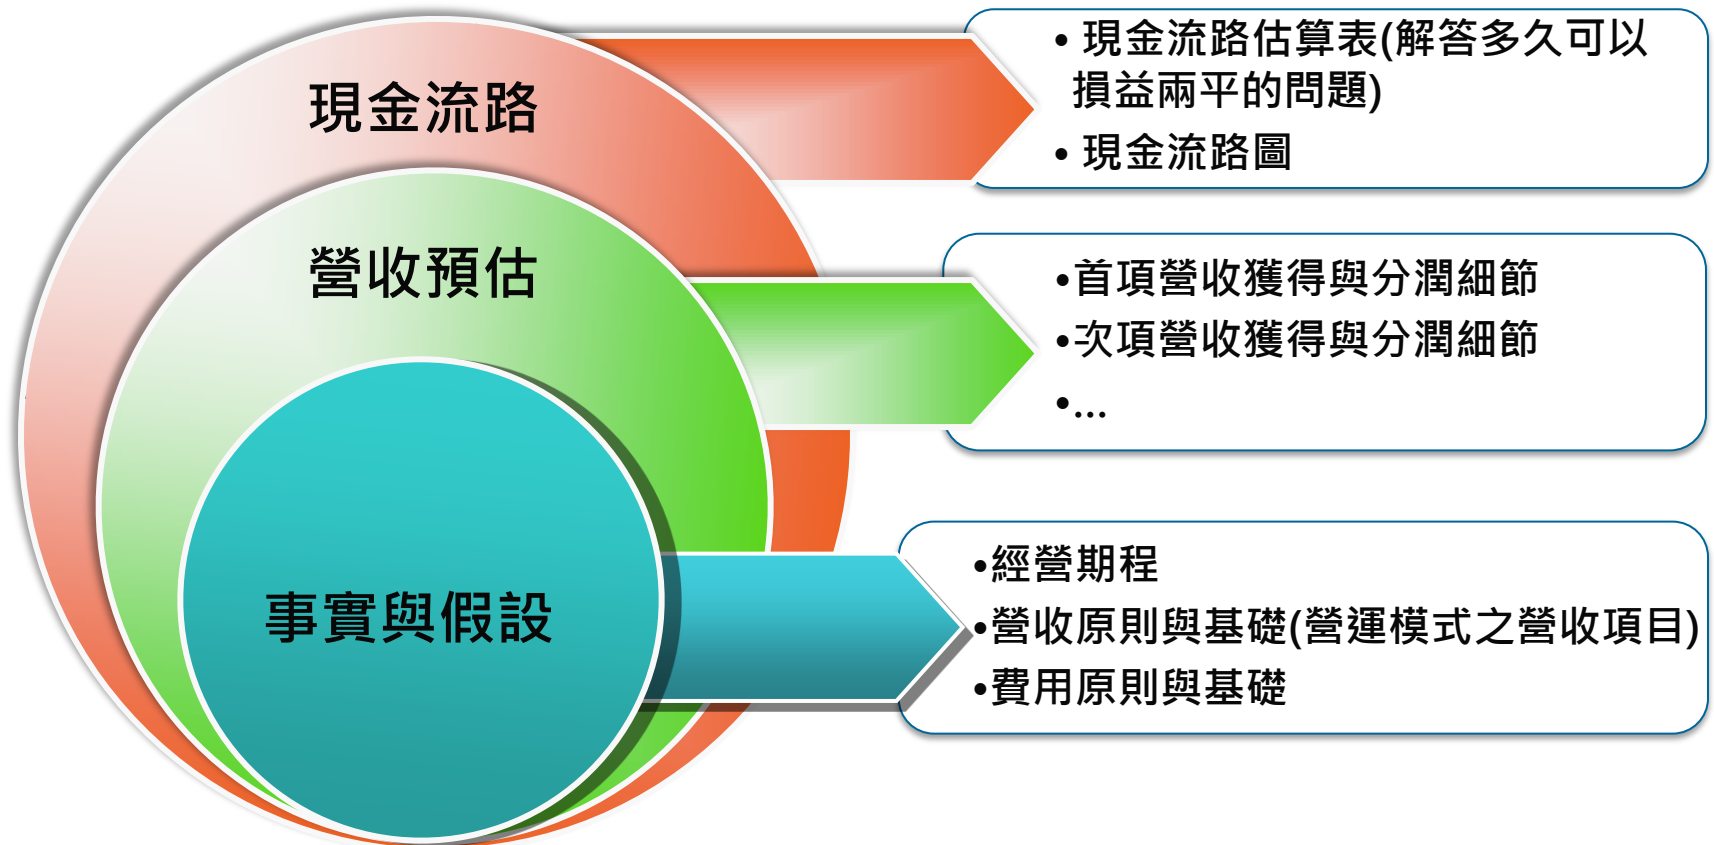 現金流路
• 現金流路估算表(解答多久可以
損益兩平的問題)
• 現金流路圖
營收預估
•首項營收獲得與分潤細節
•次項營收獲得與分潤細節
•...
事實與假設
•經營期程
•營收原則與基礎(營運模式之營收項目)
•費用原則與基礎